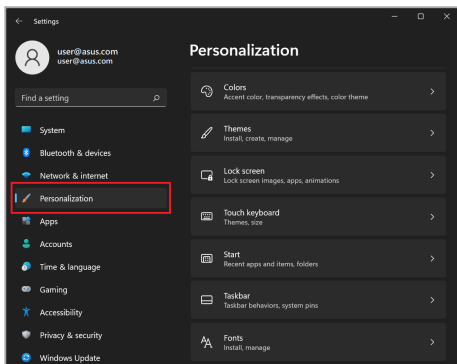 Settings
user@asus.com
user@asus.com
Find a setting
System
Bluetooth & devices
Network & internet
Personalization
Apps
Accounts
Time & language
Gaming
Accessibility
Privacy & security
Windows Update
Personalization
Colors
Accent color, transparency effects, color theme
Themes
Install, create, manage
Lock screen
Lock screen images, apps, animations
Touch keyboard
Themes, size
Start
Recent apps and items, folders
Taskbar
Taskbar behaviors, system pins
Fonts
Install, manage